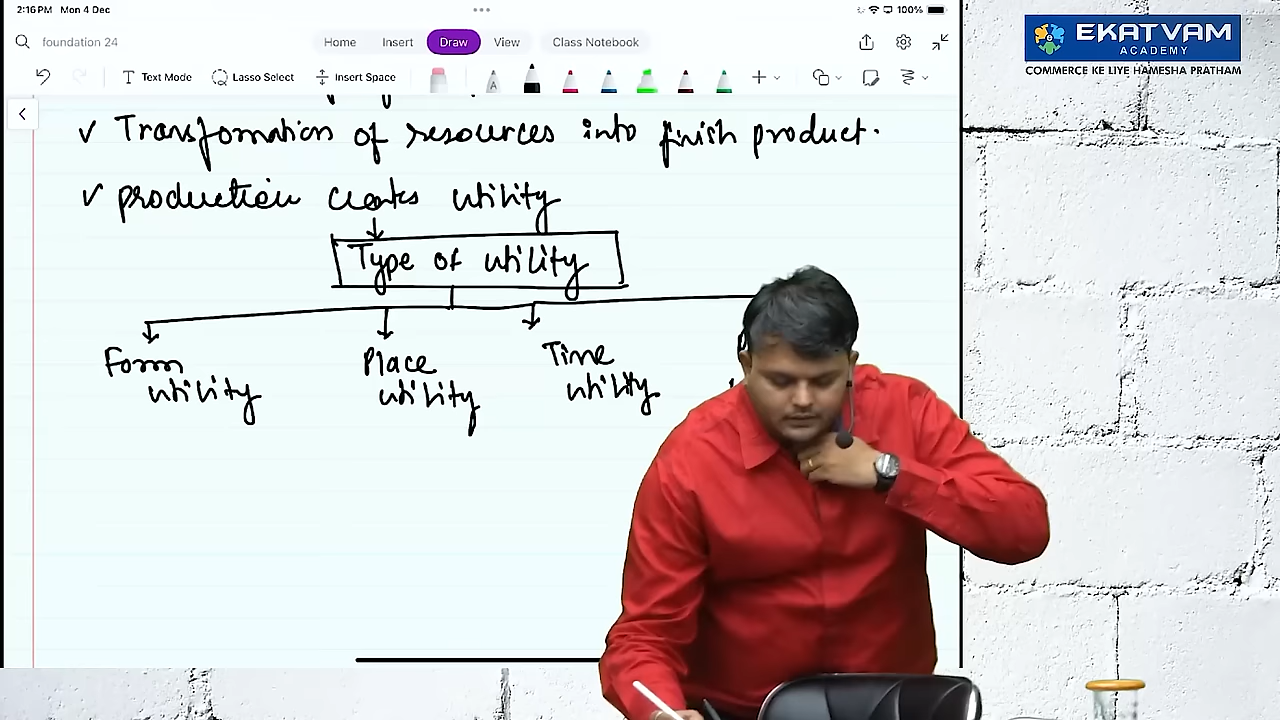 2:16 PM Mon 4 Dec
100%
foundation 24
Home Insert Draw View Class Notebook
Text Mode Lasso Select Insert Space
EKATVAM
ACADEMY
COMMERCE KE LIYE HAMESHA PRATHAM
✓ Transfomation of resources into finish product.
✓ production creates utility
Type of utility
Form utility
Place utility
Time utility